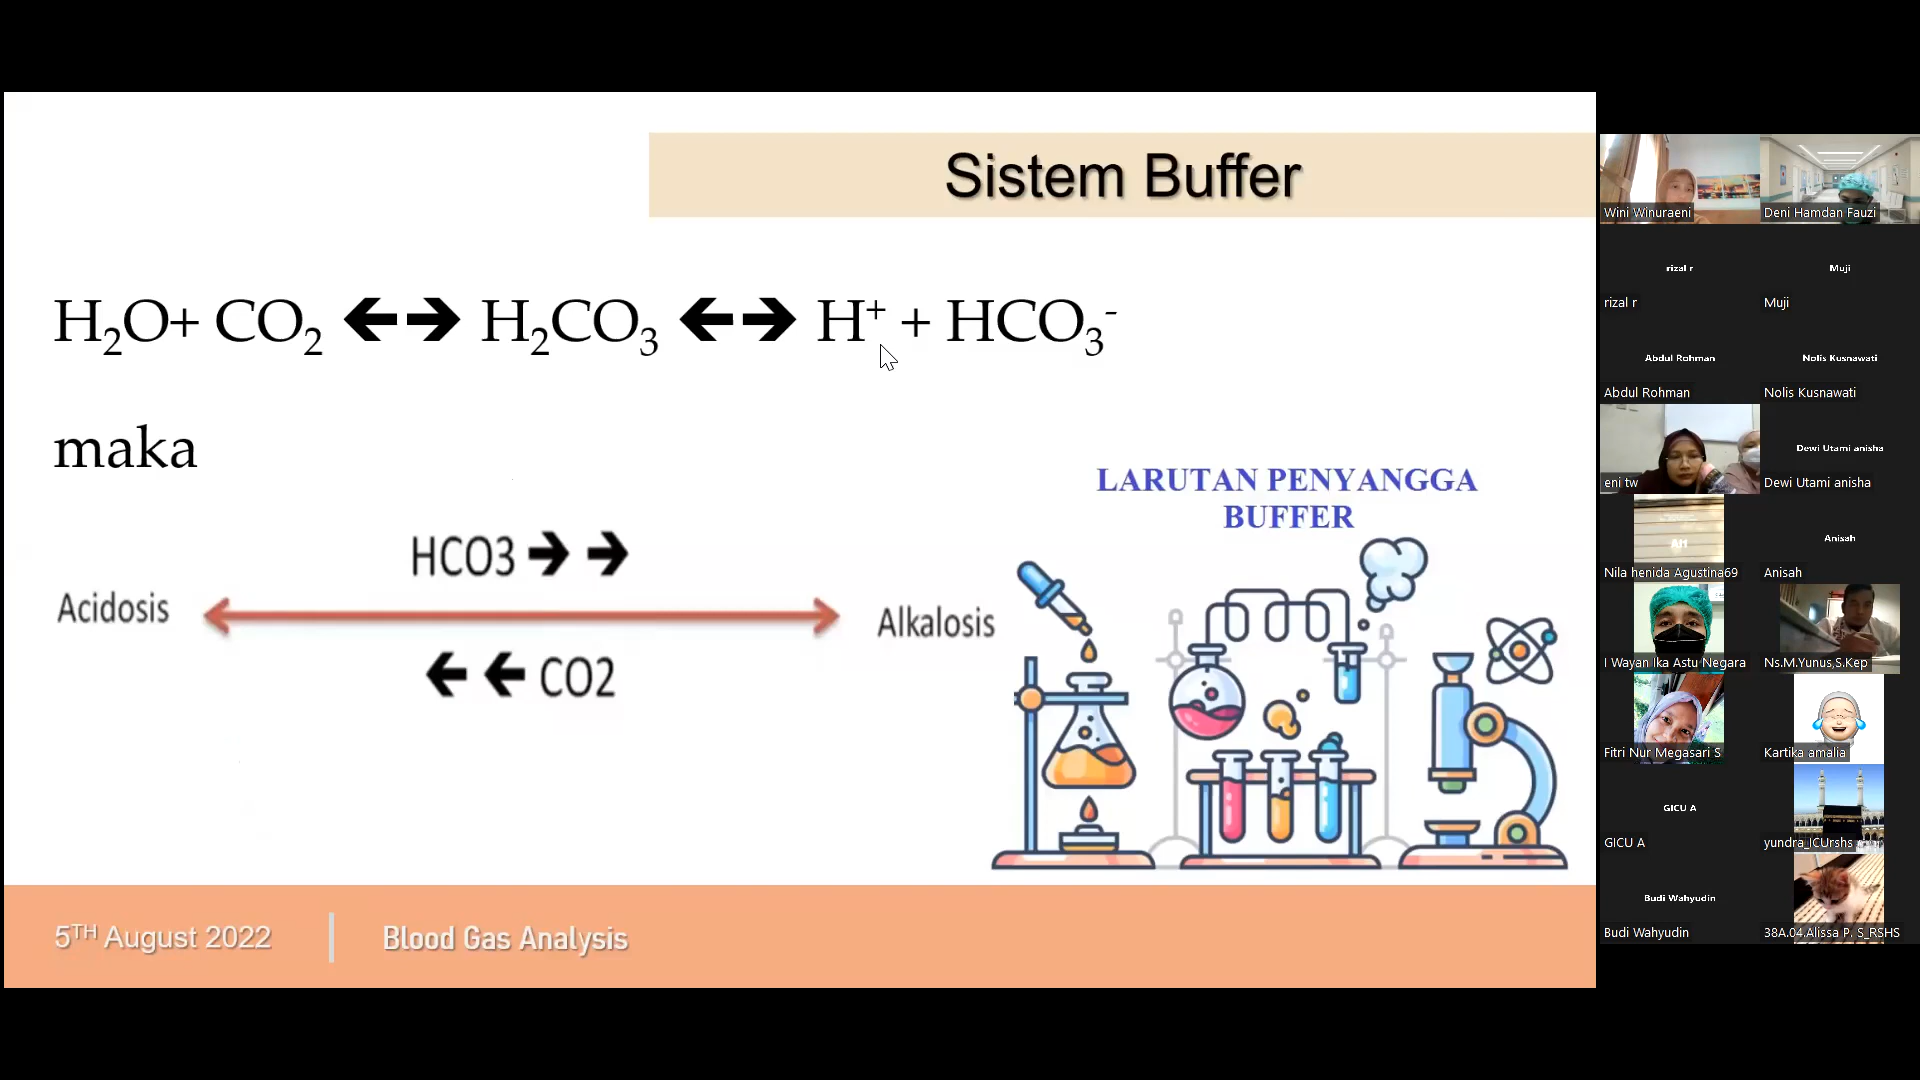 Sistem Buffer
H₂O+ CO₂ 🡸🡺 H₂CO₃ 🡸🡺 H⁺ + HCO₃⁻
maka
LARUTAN PENYANGGA
BUFFER
HCO3 🡺 🡺
Acidosis
Alkalosis
🡸 🡸 CO2
5TH August 2022
Blood Gas Analysis
Wini Winuraeni
Deni Hamdan Fauzi
rizal r
rizal r
Muji
Muji
Abdul Rohman
Abdul Rohman
Nolis Kusnawati
Nolis Kusnawati
eni tw
Dewi Utami anisha
Dewi Utami anisha
Nila henida Agustina69
Anisah
Anisah
I Wayan Ika Astu Negara
Ns.M.Yunus,S.Kep
Fitri Nur Megasari S
Kartika amalia
GICU A
GICU A
yundra_ICUrshs
Budi Wahyudin
Budi Wahyudin
38A.04.Alissa P. S_RSHS